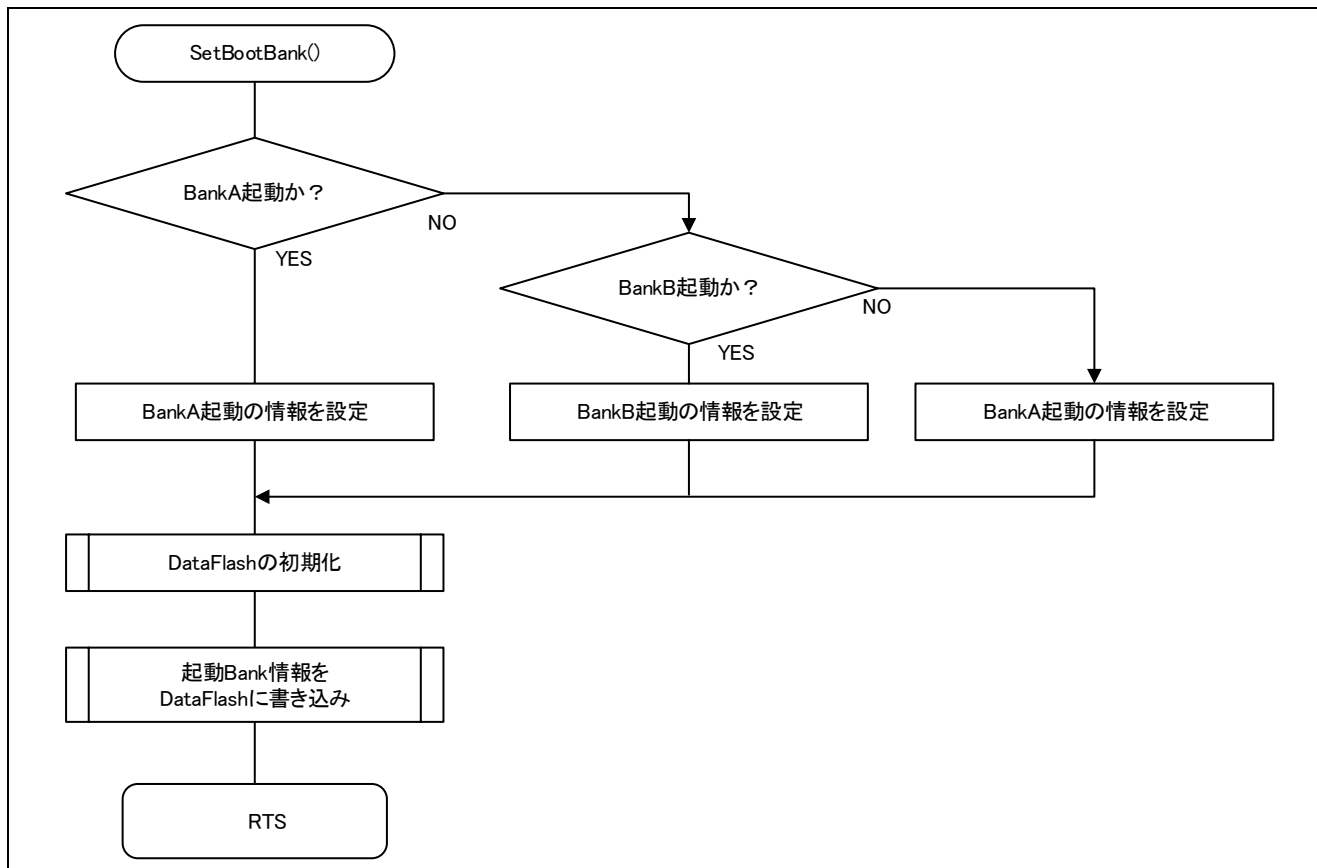 SetBootBank()
BankA起動か？
NO
YES
BankB起動か？
NO
YES
BankA起動の情報を設定
BankB起動の情報を設定
BankA起動の情報を設定
DataFlashの初期化
起動Bank情報を
DataFlashに書き込み
RTS